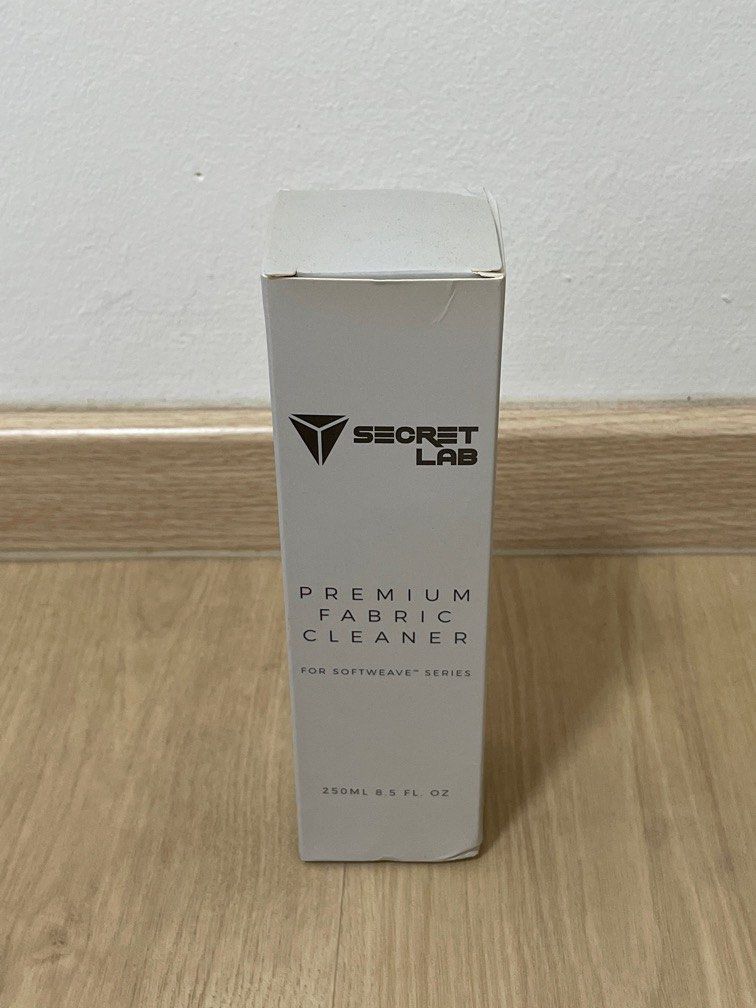 SECRET
LAB
PREMIUM
FABRIC
CLEANER
FOR SOFTWEAVE™ SERIES
250ML 8.5 FL. OZ